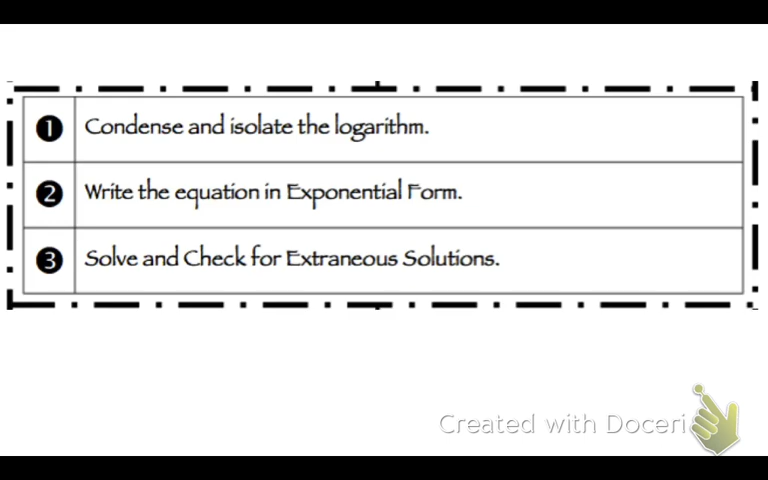 ❶ Condense and isolate the logarithm.
❷ Write the equation in Exponential Form.
❸ Solve and Check for Extraneous Solutions.
Created with Doceri